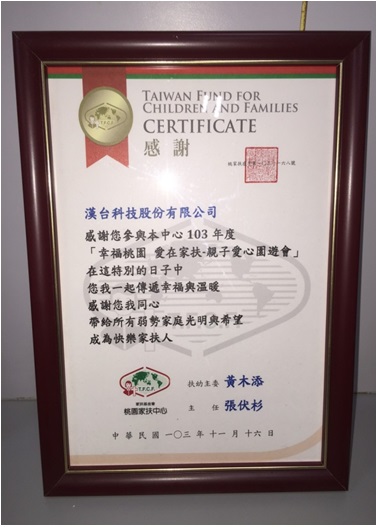 TAIWAN FUND FOR
CHILDREN AND FAMILIES
CERTIFICATE
感謝
漢台科技股份有限公司
感謝您參與本中心 103 年度
「幸福桃園 愛在家扶-親子愛心園遊會」
在這特別的日子中
您我一起傳遞幸福與溫暖
感謝您我同心
帶給所有弱勢家庭光明與希望
成為快樂家扶人
扶幼主委 黃木添
T.F.C.F.
桃園家扶中心
主 任 張伏杉
中華民國一〇三年十一月十六日